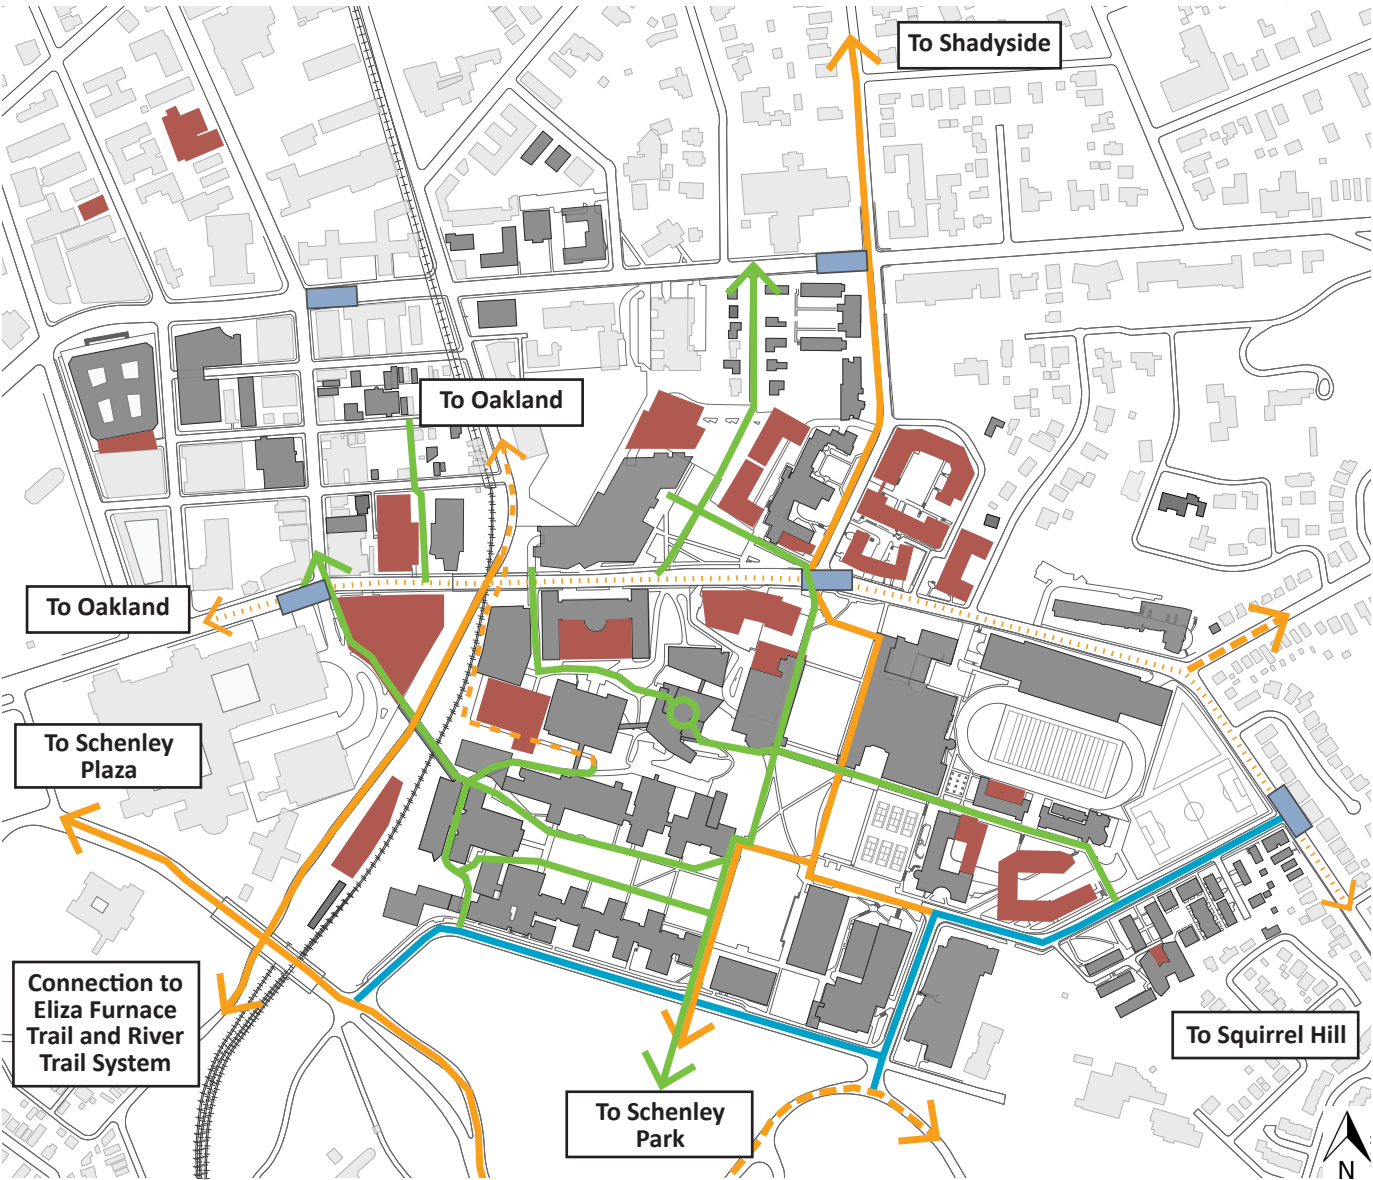 To Shadyside
To Oakland
To Oakland
To Schenley
Plaza
Connection to
Eliza Furnace
Trail and River
Trail System
To Squirrel Hill
To Schenley
Park
N